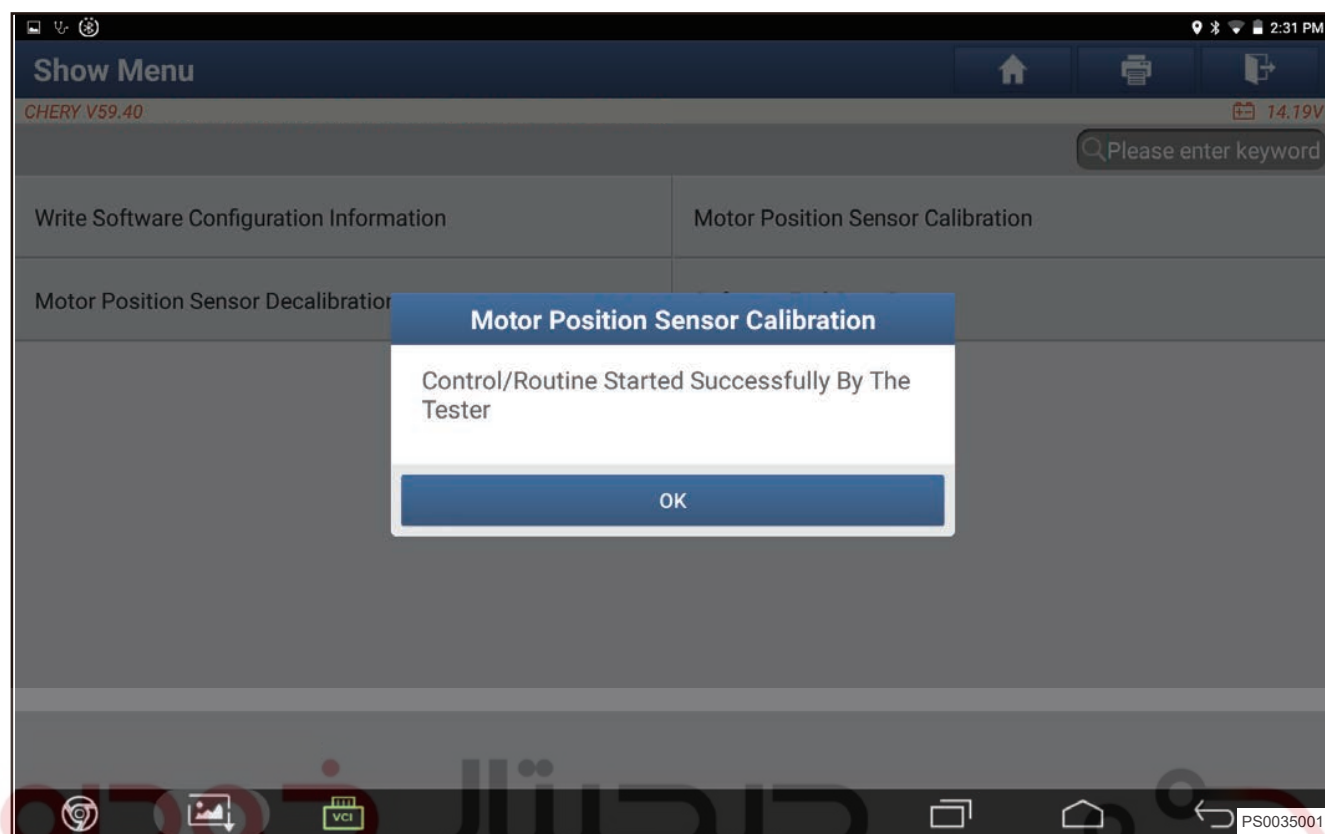 2:31 PM
Show Menu
CHERY V59.40
14.19V
Please enter keyword
Write Software Configuration Information
Motor Position Sensor Calibration
Motor Position Sensor Decalibration
Motor Position Sensor Calibration
Control/Routine Started Successfully By The
Tester
OK
VCI
PS0035001